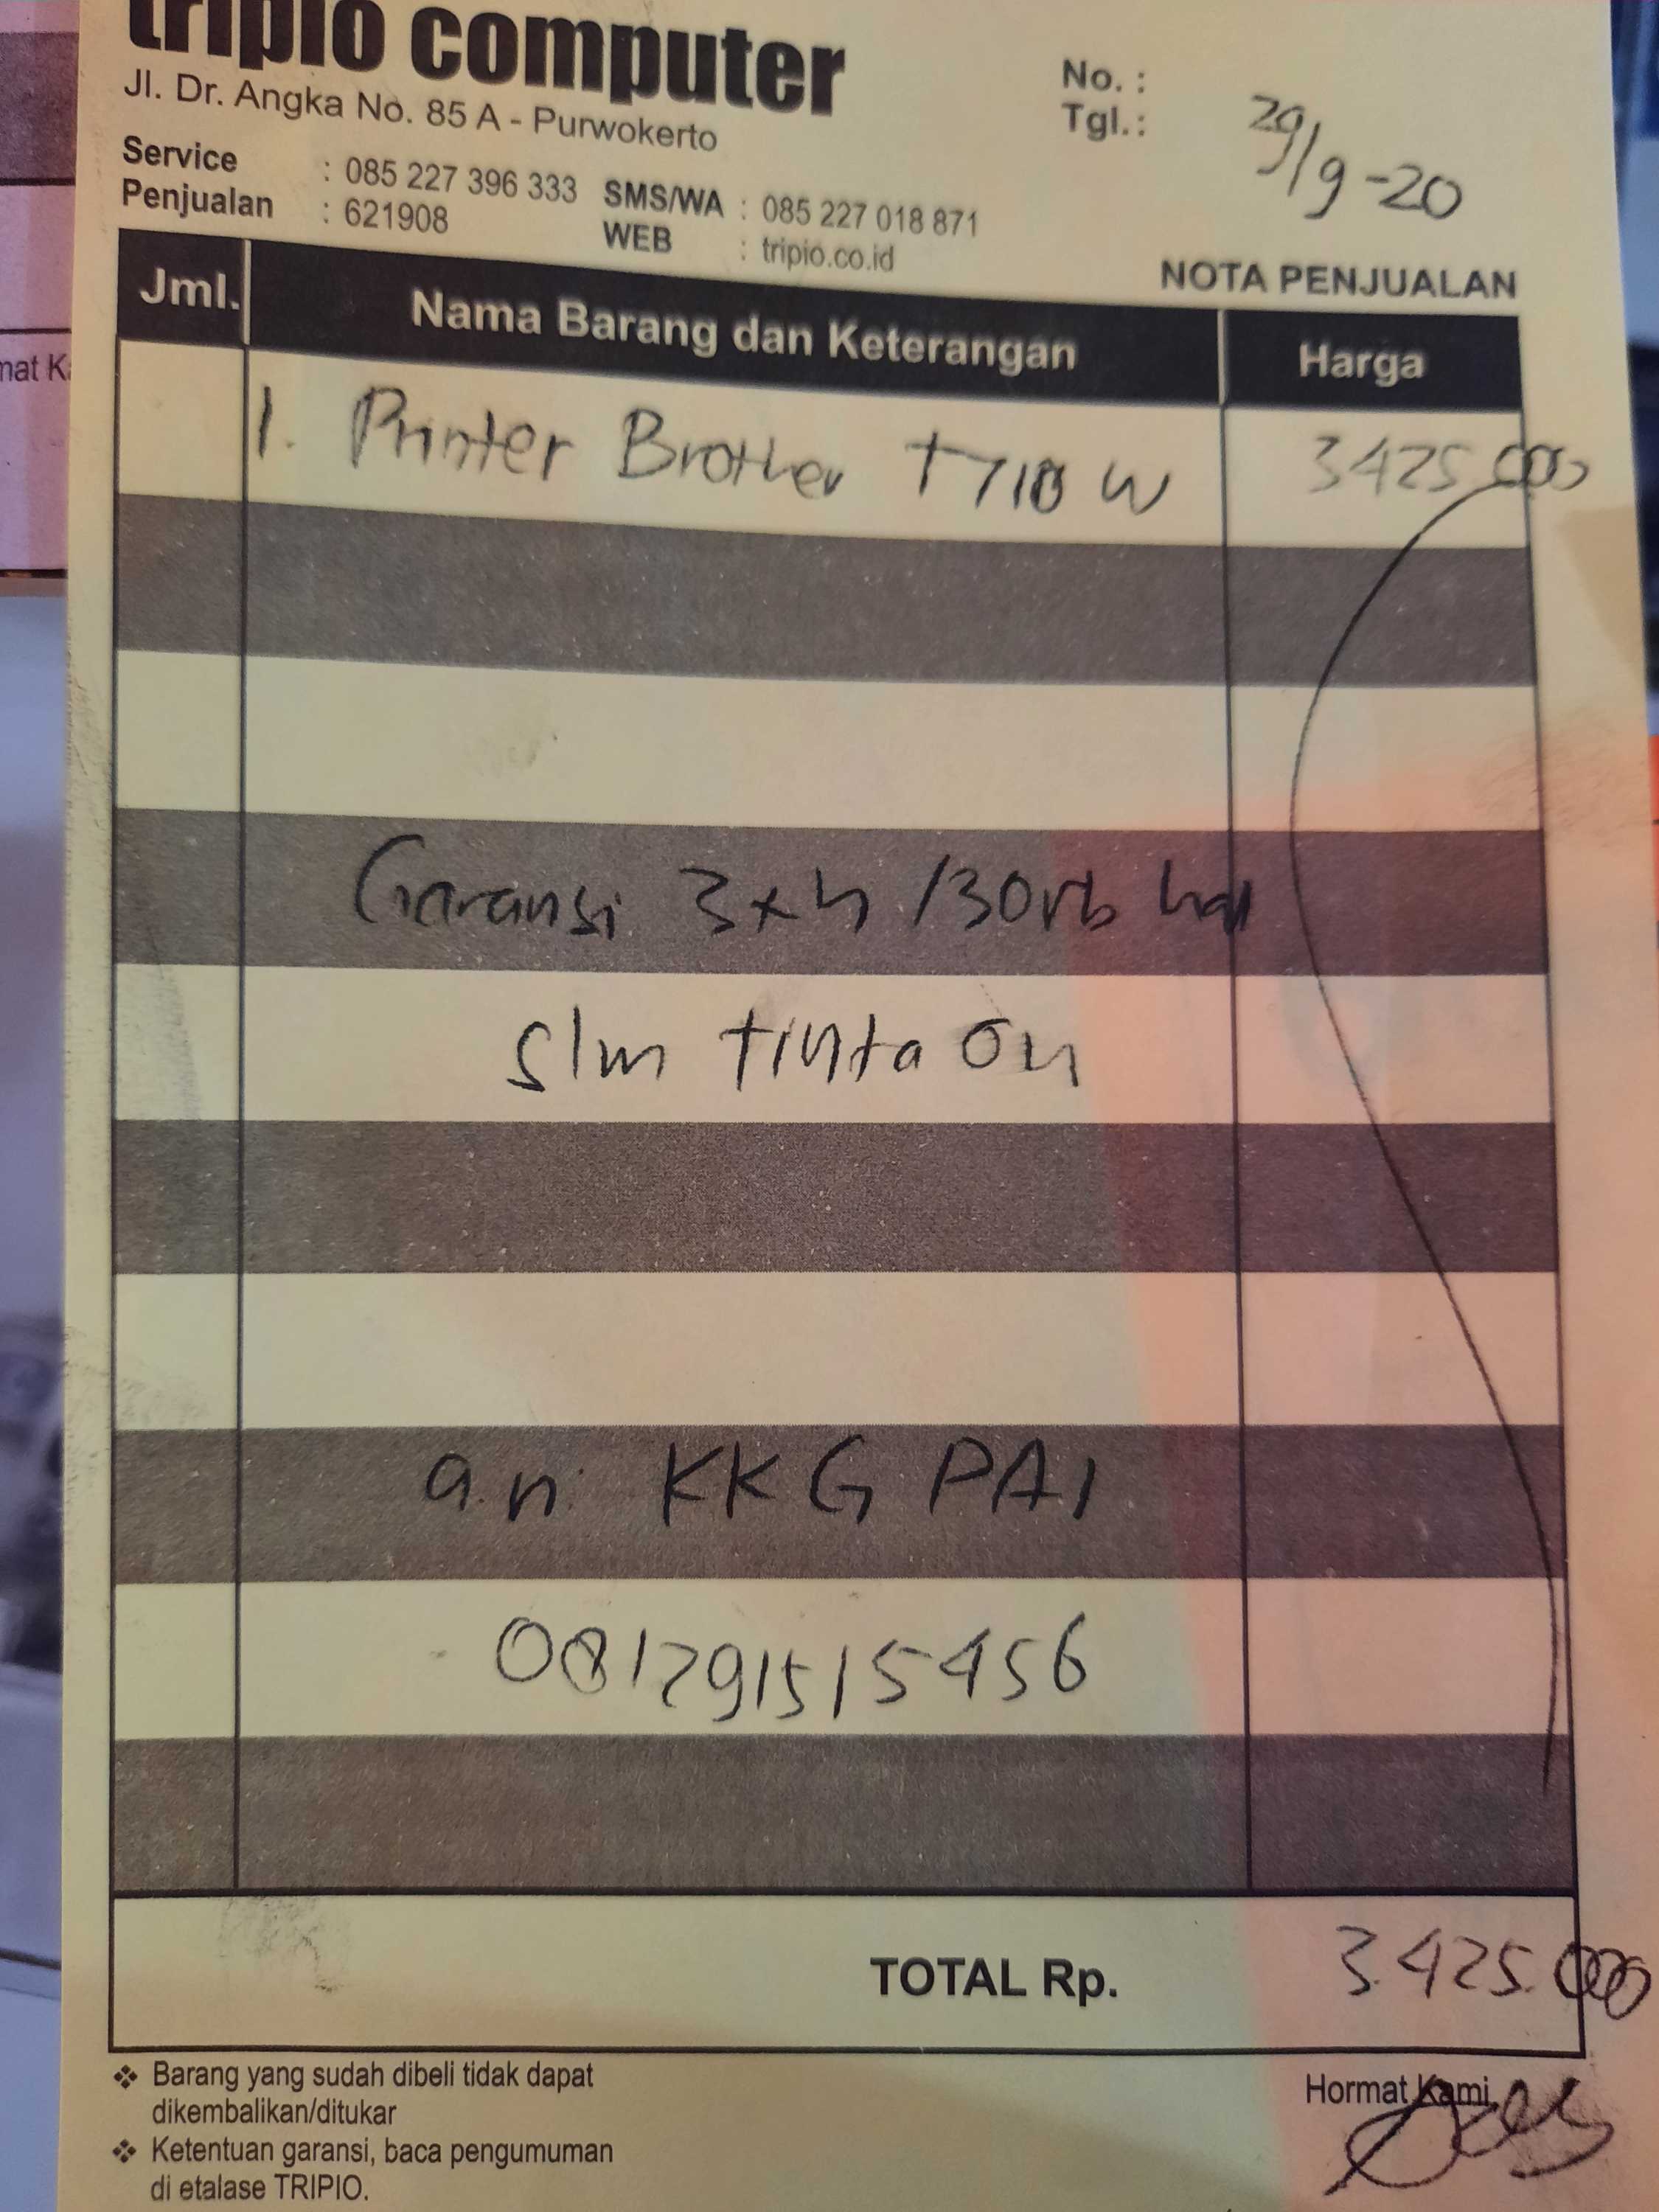 tripio computer
Jl. Dr. Angka No. 85 A - Purwokerto
Service : 085 227 396 333 SMS/WA : 085 227 018 871
Penjualan : 621908 WEB : tripio.co.id
No. :
Tgl.: 29/9-20
NOTA PENJUALAN
Jml. Nama Barang dan Keterangan Harga
1. Printer Brother T710 W 3425.000
Garansi 3th /30rb hal
slm tinta ori
a.n. KKG PAI
081291515456
TOTAL Rp. 3.425.000
❖ Barang yang sudah dibeli tidak dapat
dikembalikan/ditukar
❖ Ketentuan garansi, baca pengumuman
di etalase TRIPIO.
Hormat Kami
mat K